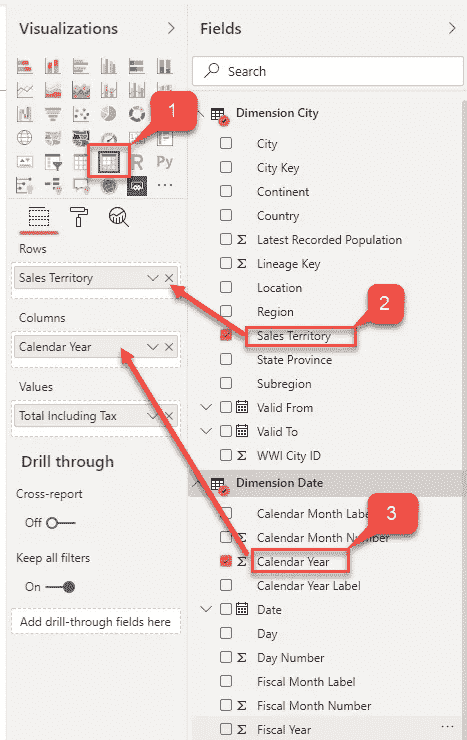 Visualizations
Fields
Search
1
R Py
Rows
Sales Territory
Columns
Calendar Year
Values
Total Including Tax
Drill through
Cross-report
Off
Keep all filters
On
Add drill-through fields here
Dimension City
City
City Key
Continent
Country
Σ Latest Recorded Population
Σ Lineage Key
Location
Region
2
Sales Territory
State Province
Subregion
Valid From
Valid To
Σ WWI City ID
Dimension Date
Calendar Month Labe
3
Σ Calendar Month Number
Σ Calendar Year
Calendar Year Label
Date
Day
Σ Day Number
Fiscal Month Label
Σ Fiscal Month Number
Σ Fiscal Year